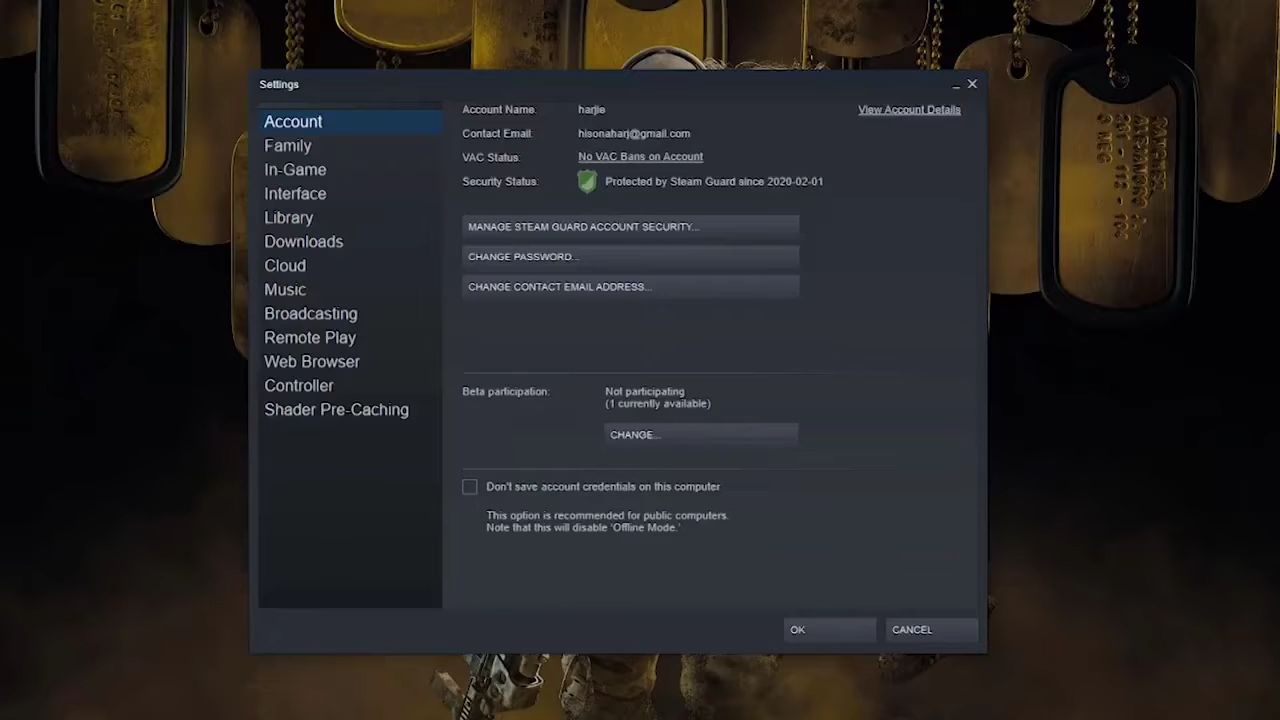 Settings
Account
Family
In-Game
Interface
Library
Downloads
Cloud
Music
Broadcasting
Remote Play
Web Browser
Controller
Shader Pre-Caching
Account Name: harjie
View Account Details
Contact Email: hisonaharj@gmail.com
VAC Status: No VAC Bans on Account
Security Status: Protected by Steam Guard since 2020-02-01
MANAGE STEAM GUARD ACCOUNT SECURITY...
CHANGE PASSWORD...
CHANGE CONTACT EMAIL ADDRESS...
Beta participation: Not participating
(1 currently available)
CHANGE...
Don't save account credentials on this computer
This option is recommended for public computers.
Note that this will disable 'Offline Mode.'
OK
CANCEL